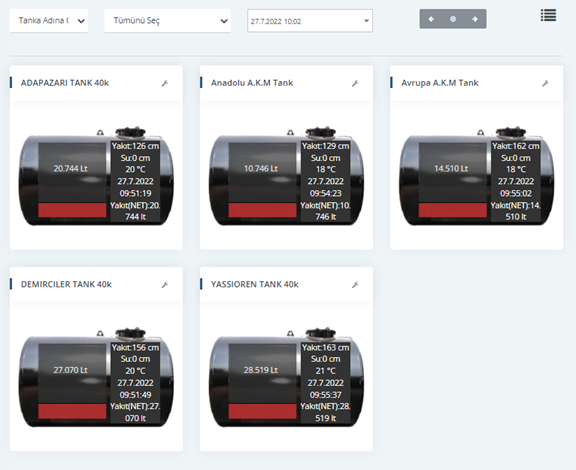 Tanka Adına G
Tümünü Seç
27.7.2022 10:02
ADAPAZARI TANK 40k
20.744 Lt
Yakıt:126 cm
Su:0 cm
20 °C
27.7.2022
09:51:19
Yakıt(NET):20.
744 lt
Anadolu A.K.M Tank
10.746 Lt
Yakıt:129 cm
Su:0 cm
18 °C
27.7.2022
09:54:23
Yakıt(NET):10.
746 lt
Avrupa A.K.M Tank
14.510 Lt
Yakıt:162 cm
Su:0 cm
18 °C
27.7.2022
09:55:02
Yakıt(NET):14.
510 lt
DEMIRCILER TANK 40k
27.070 Lt
Yakıt:156 cm
Su:0 cm
20 °C
27.7.2022
09:51:49
Yakıt(NET):27.
070 lt
YASSIOREN TANK 40k
28.519 Lt
Yakıt:163 cm
Su:0 cm
21 °C
27.7.2022
09:55:37
Yakıt(NET):28.
519 lt